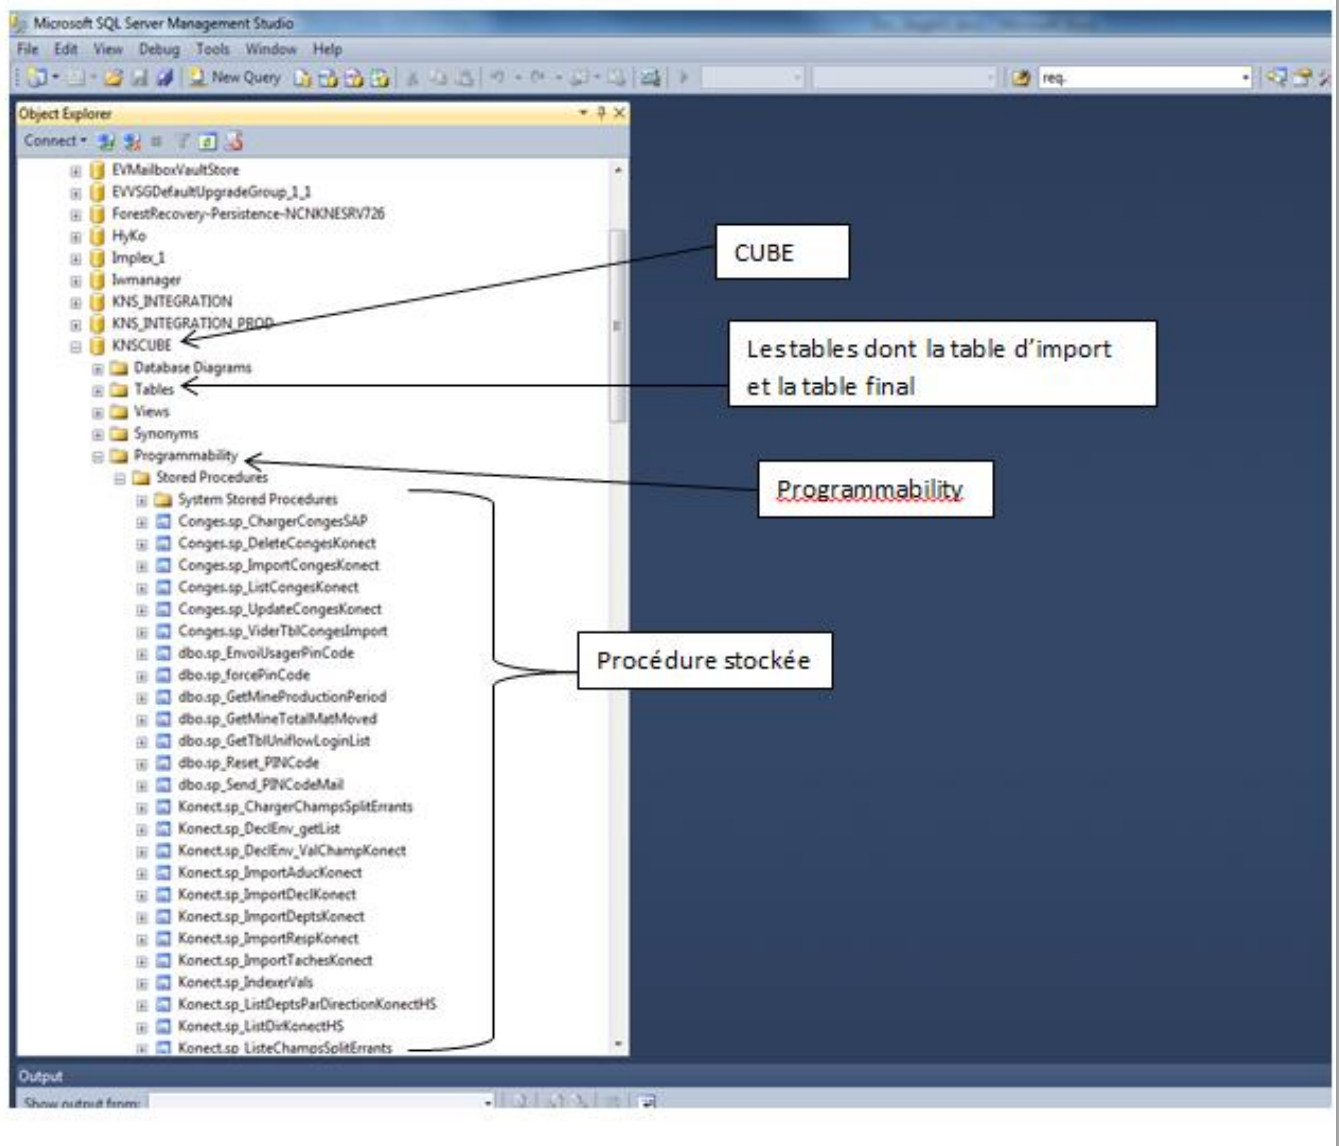 Microsoft SQL Server Management Studio
File Edit View Debug Tools Window Help
New Query
req.
Object Explorer
Connect
EVMailboxVaultStore
EVVSGDefaultUpgradeGroup_1_1
ForestRecovery-Persistence-NCNKNESRV726
HyKo
Implex_1
Iwmanager
KNS_INTEGRATION
KNS_INTEGRATION_PROD
KNSCUBE
Database Diagrams
Tables
Views
Synonyms
Programmability
Stored Procedures
System Stored Procedures
Conges.sp_ChargerCongesSAP
Conges.sp_DeleteCongesKonect
Conges.sp_ImportCongesKonect
Conges.sp_ListCongesKonect
Conges.sp_UpdateCongesKonect
Conges.sp_ViderTblCongesImport
dbo.sp_EnvoiUsagerPinCode
dbo.sp_forcePinCode
dbo.sp_GetMineProductionPeriod
dbo.sp_GetMineTotalMatMoved
dbo.sp_GetTblUniflowLoginList
dbo.sp_Reset_PINCode
dbo.sp_Send_PINCodeMail
Konect.sp_ChargerChampsSplitErrants
Konect.sp_DeclEnv_getList
Konect.sp_DeclEnv_ValChampKonect
Konect.sp_ImportAducKonect
Konect.sp_ImportDeclKonect
Konect.sp_ImportDeptsKonect
Konect.sp_ImportRespKonect
Konect.sp_ImportTachesKonect
Konect.sp_IndexerVals
Konect.sp_ListDeptsParDirectionKonectHS
Konect.sp_ListDirKonectHS
Konect.sp_ListeChampsSplitErrants
CUBE
Les tables dont la table d'import
et la table final
Programmability
Procédure stockée
Output
Show output from: